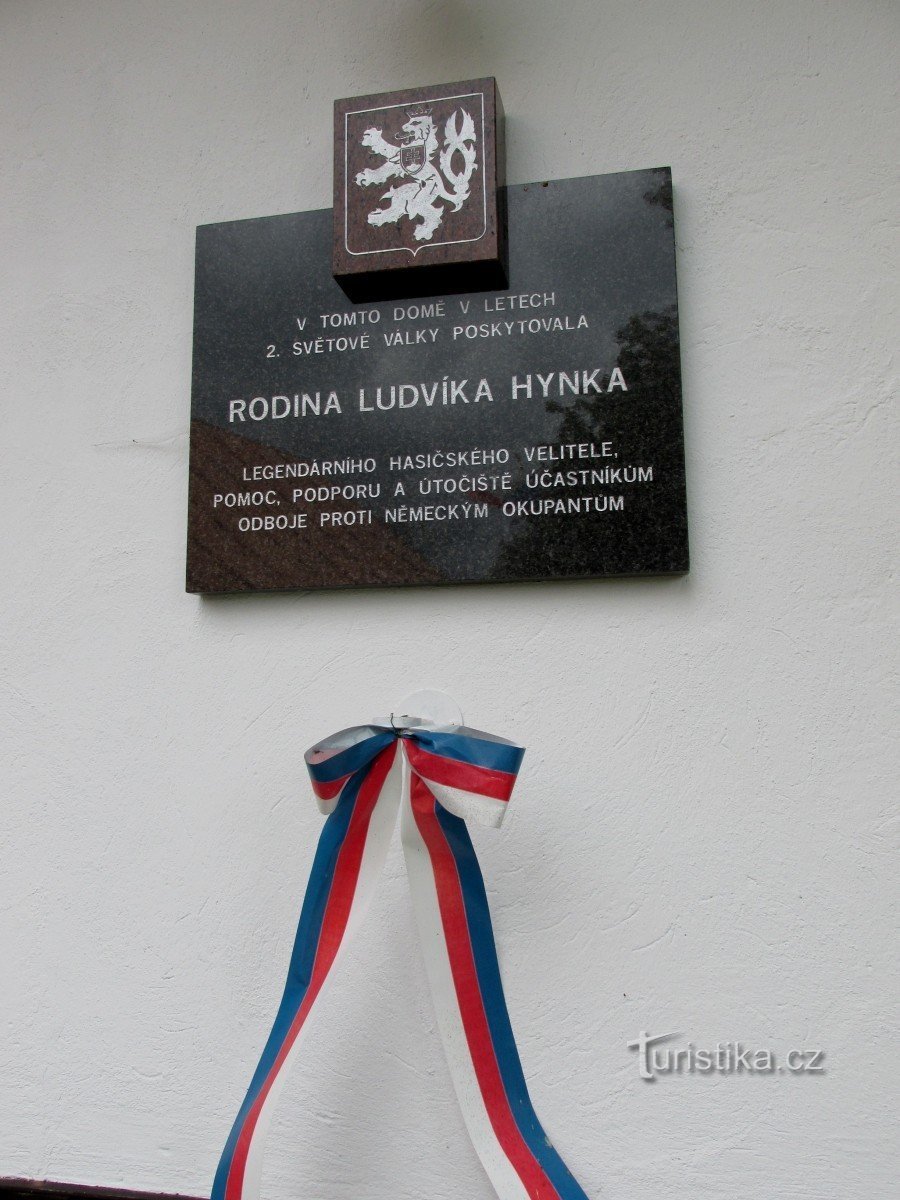 V TOMTO DOMĚ V LETECH
2. SVĚTOVÉ VÁLKY POSKYTOVALA
RODINA LUDVÍKA HYNKA
LEGENDÁRNÍHO HASIČSKÉHO VELITELE,
POMOC, PODPORU A ÚTOČIŠTĚ ÚČASTNÍKŮM
ODBOJE PROTI NĚMECKÝM OKUPANTŮM
Turistika.cz